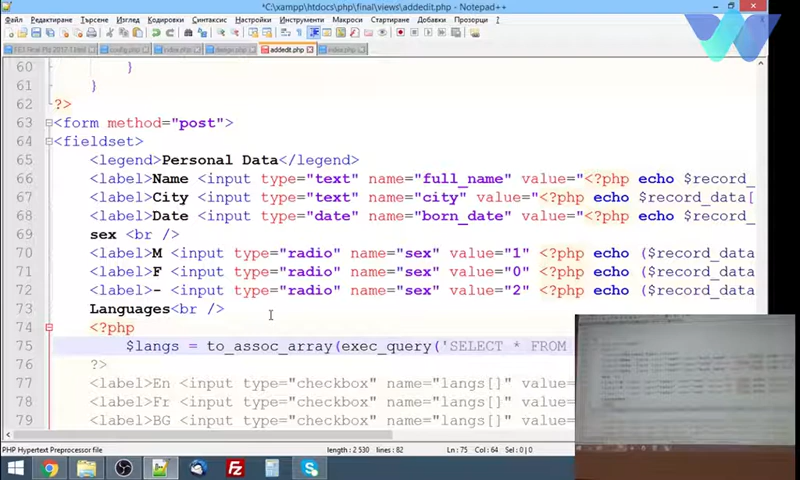 *C:\xampp\htdocs\php\final\views\addedit.php - Notepad++
Редактиране Търсене Изглед Кодировки Синтаксис Настройки Инструменти Макроси Стартиране Добавки Прозорци ?
config.php index.php design.php addedit.php index.php
60 }
61 }
62 ?>
63 <form method="post">
64 <fieldset>
65 <legend>Personal Data</legend>
66 <label>Name <input type="text" name="full_name" value="<?php echo $record_
67 <label>City <input type="text" name="city" value="<?php echo $record_data[
68 <label>Date <input type="date" name="born_date" value="<?php echo $record_
69 sex <br />
70 <label>M <input type="radio" name="sex" value="1" <?php echo ($record_data
71 <label>F <input type="radio" name="sex" value="0" <?php echo ($record_data
72 <label>- <input type="radio" name="sex" value="2" <?php echo ($record_data
73 Languages<br />
74 <?php
75 $langs = to_assoc_array(exec_query('SELECT * FROM
76 ?>
77 <label>En <input type="checkbox" name="langs[]" value=
78 <label>Fr <input type="checkbox" name="langs[]" value=
79 <label>BG <input type="checkbox" name="langs[]" value=
PHP Hypertext Preprocessor file length : 2 530 lines : 82 Ln : 75 Col : 64 Sel : 0 | 0